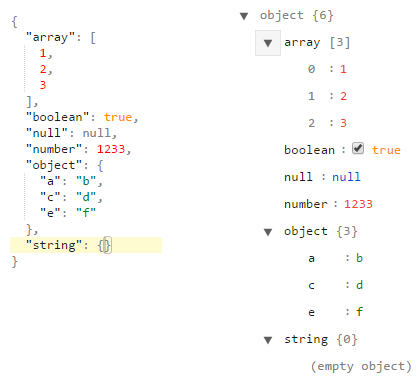 {
"array": [
1,
2,
3
],
"boolean": true,
"null": null,
"number": 1233,
"object": {
"a": "b",
"c": "d",
"e": "f"
},
"string": {}
}
object {6}
array [3]
0 : 1
1 : 2
2 : 3
boolean : true
null : null
number : 1233
object {3}
a : b
c : d
e : f
string {0}
(empty object)